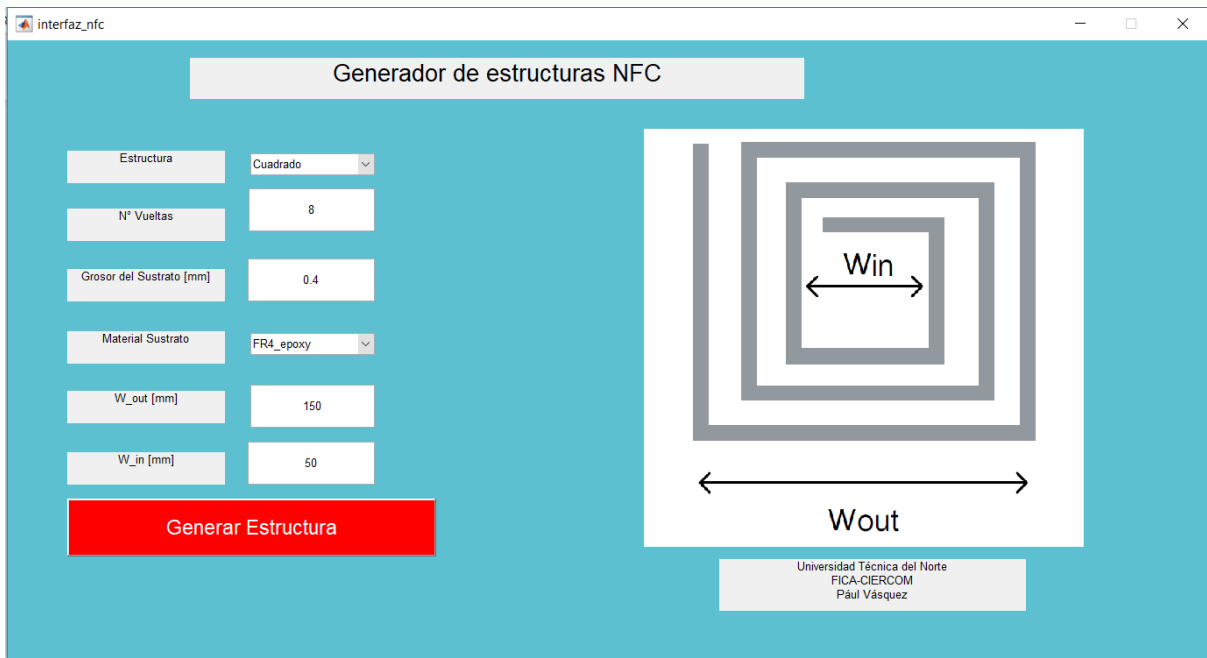 interfaz_nfc
Generador de estructuras NFC
Estructura
Cuadrado
N° Vueltas
8
Grosor del Sustrato [mm]
0.4
Material Sustrato
FR4_epoxy
W_out [mm]
150
W_in [mm]
50
Generar Estructura
Win
Wout
Universidad Técnica del Norte
FICA-CIERCOM
Pául Vásquez